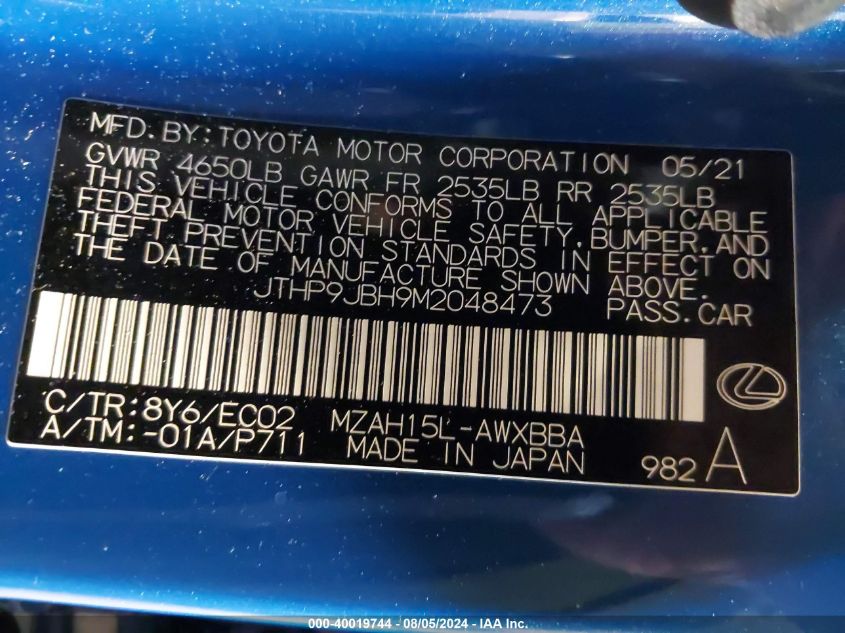 MFD.BY:TOYOTA MOTOR CORPORATION 05/21
GVWR 4650LB GAWR FR 2535LB RR 2535LB
THIS VEHICLE CONFORMS TO ALL APPLICABLE
FEDERAL MOTOR VEHICLE SAFETY,BUMPER,AND
THEFT PREVENTION STANDARDS IN EFFECT ON
THE DATE OF MANUFACTURE SHOWN ABOVE.
JTHP9JBH9M2048473 PASS.CAR
C/TR:8Y6/EC02 MZAH15L-AWXBBA
A/TM:-01A/P711 MADE IN JAPAN 982 A
000-40019744 - 08/05/2024 - IAA Inc.